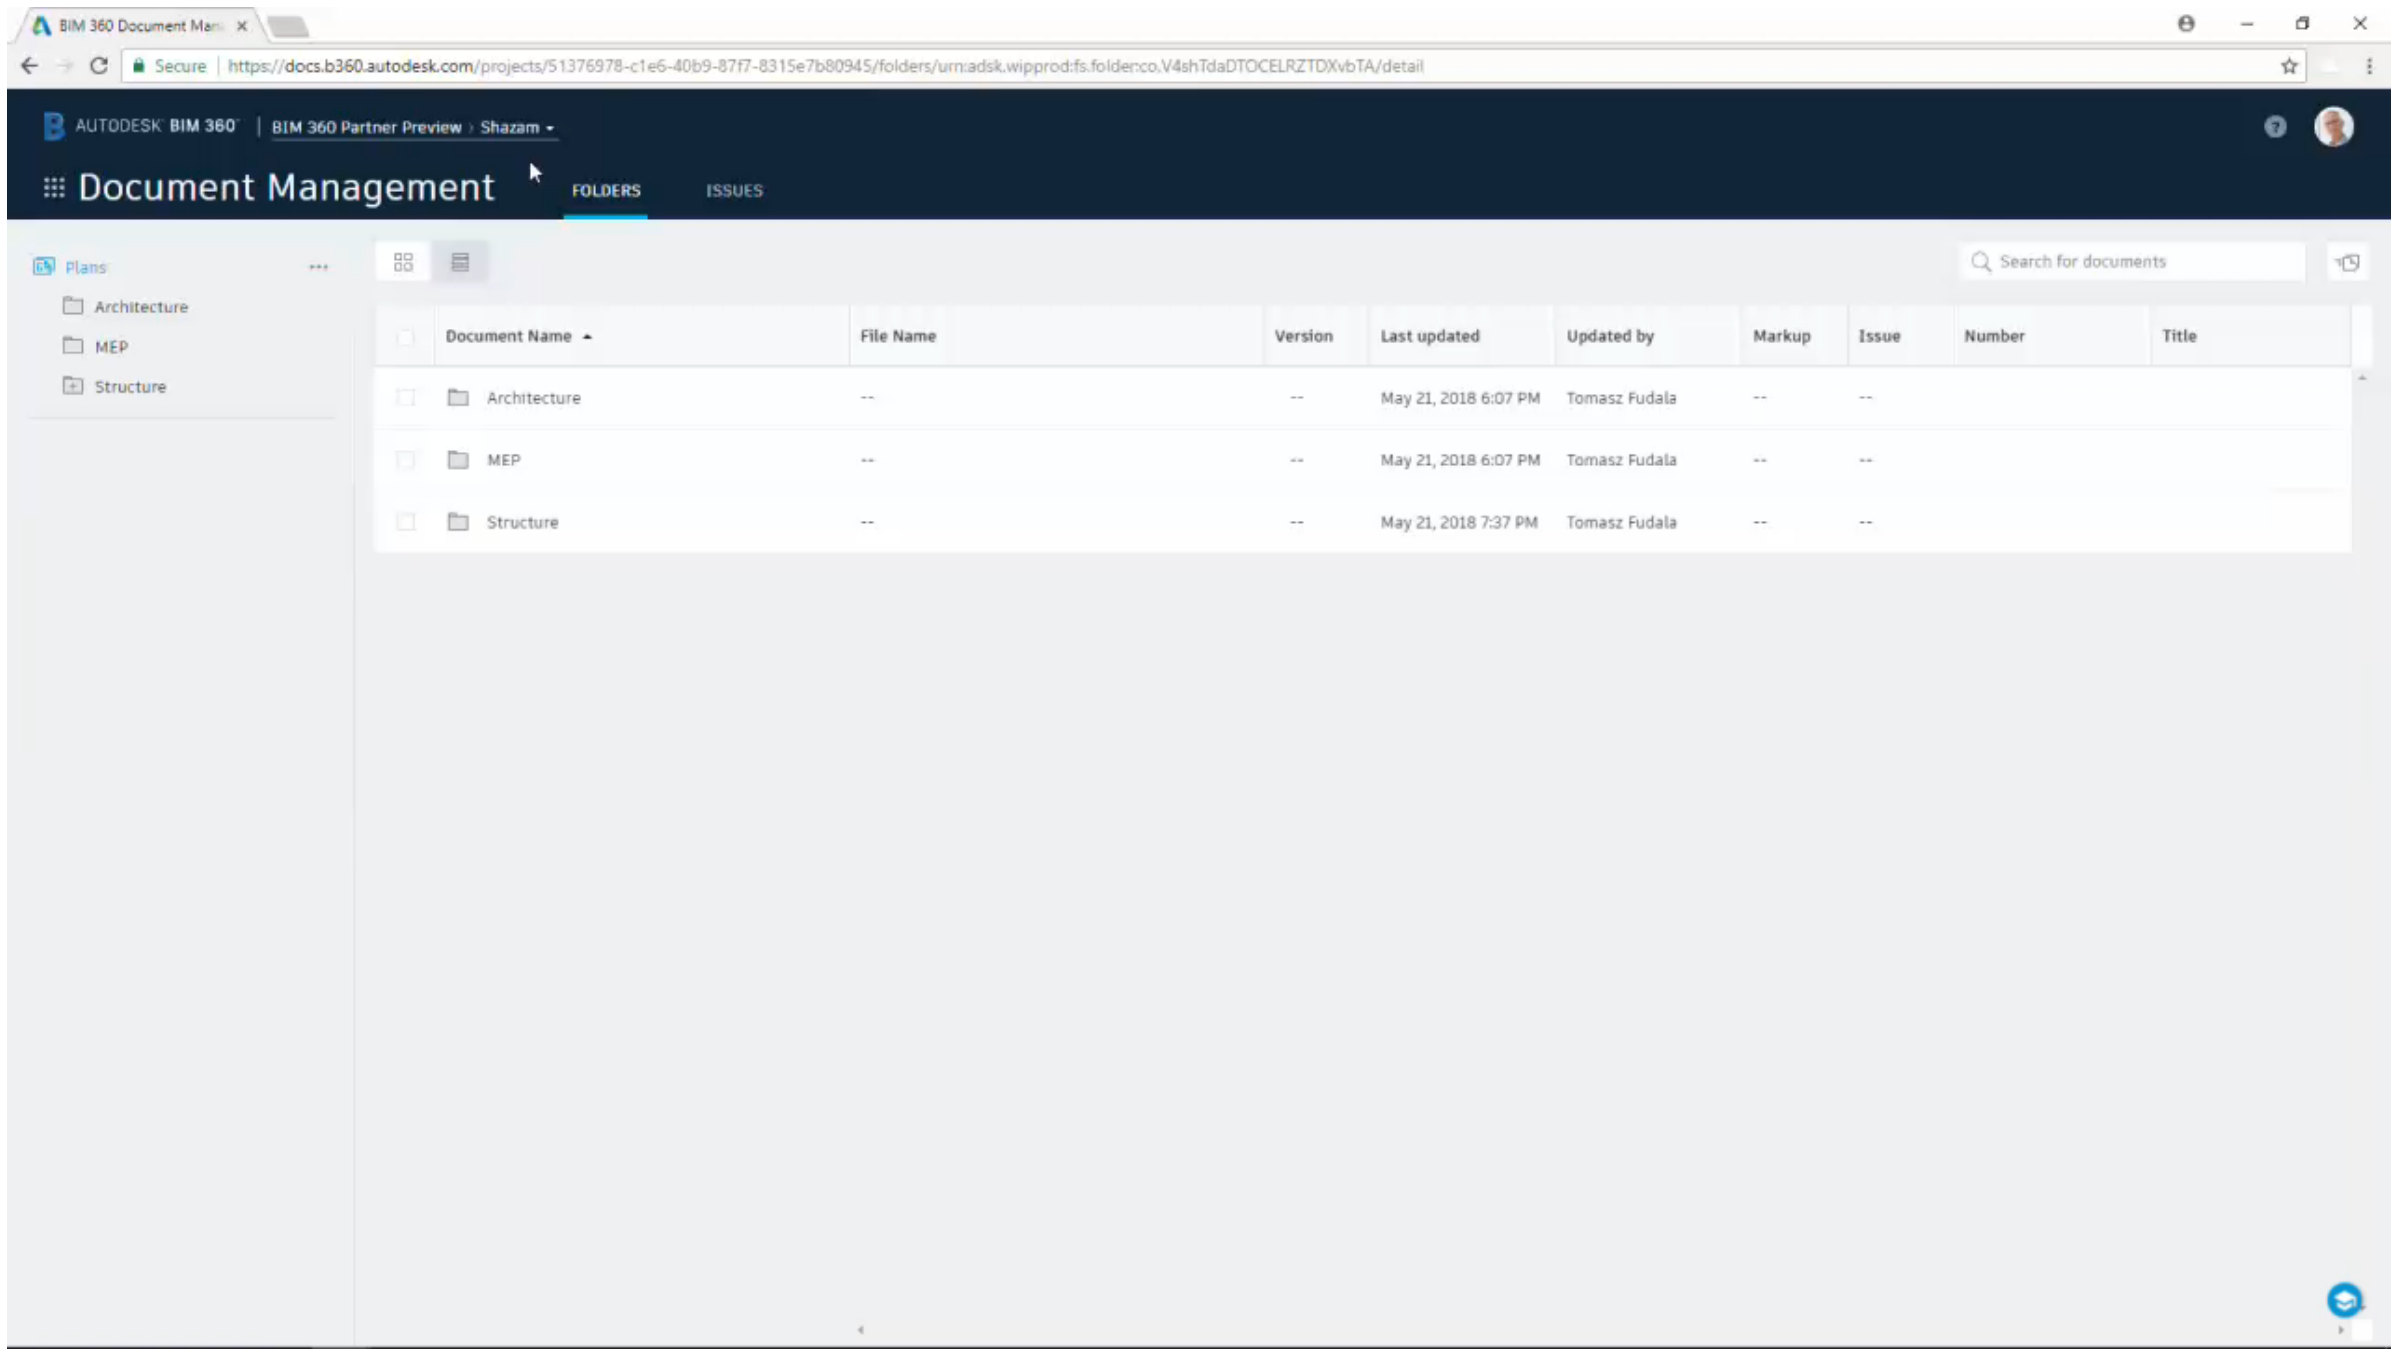 BIM 360 Document Man
Secure https://docs.b360.autodesk.com/projects/51376978-c1e6-40b9-87f7-8315e7b80945/folders/urn:adsk.wipprod:fs.folder:co.V4shTdaDTOCELRZTDXvbTA/detail
AUTODESK BIM 360 | BIM 360 Partner Preview › Shazam
Document Management FOLDERS ISSUES
Plans
Architecture
MEP
Structure
Search for documents
Document Name File Name Version Last updated Updated by Markup Issue Number Title
Architecture -- -- May 21, 2018 6:07 PM Tomasz Fudala -- --
MEP -- -- May 21, 2018 6:07 PM Tomasz Fudala -- --
Structure -- -- May 21, 2018 7:37 PM Tomasz Fudala -- --